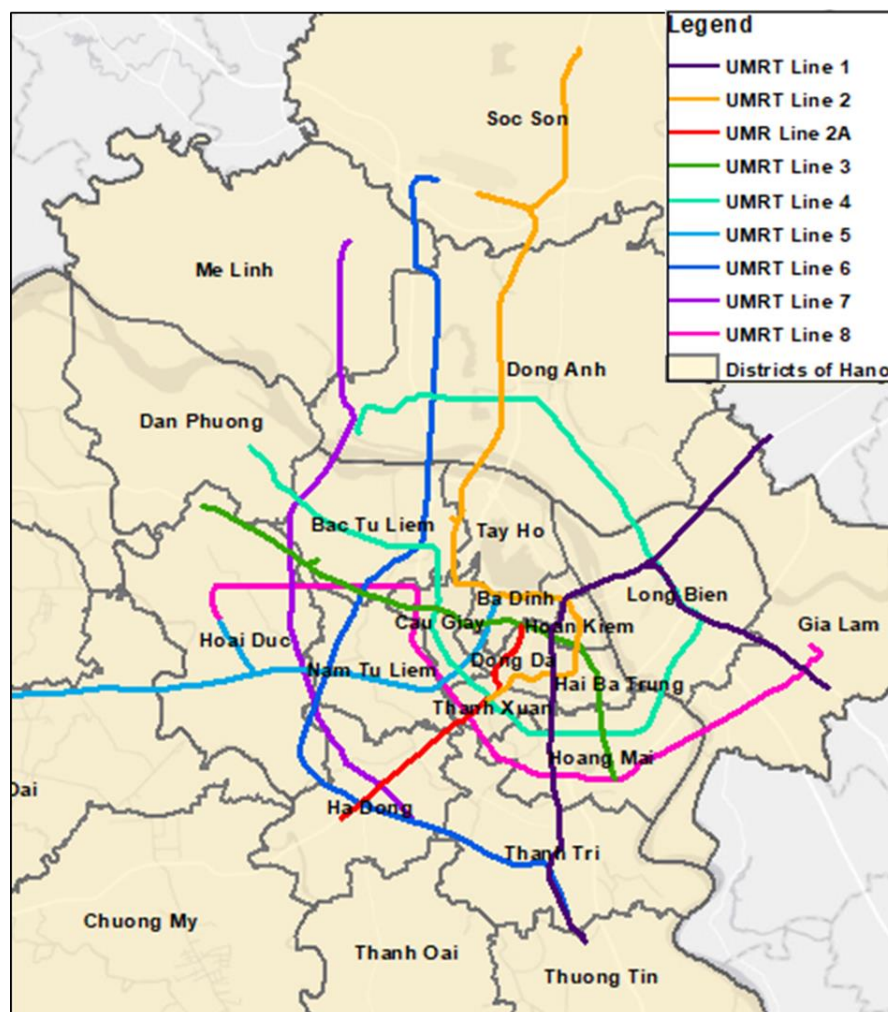 Legend
UMRT Line 1
UMRT Line 2
UMR Line 2A
UMRT Line 3
UMRT Line 4
UMRT Line 5
UMRT Line 6
UMRT Line 7
UMRT Line 8
Districts of Hano
Soc Son
Me Linh
Dong Anh
Dan Phuong
Bac Tu Liem
Tay Ho
Ba Dinh
Long Bien
Cau Giay
Hoan Kiem
Gia Lam
Hoai Duc
Dong Da
Nam Tu Liem
Hai Ba Trung
Thanh Xuan
Hoang Mai
Dai
Ha Dong
Thanh Tri
Chuong My
Thanh Oai
Thuong Tin